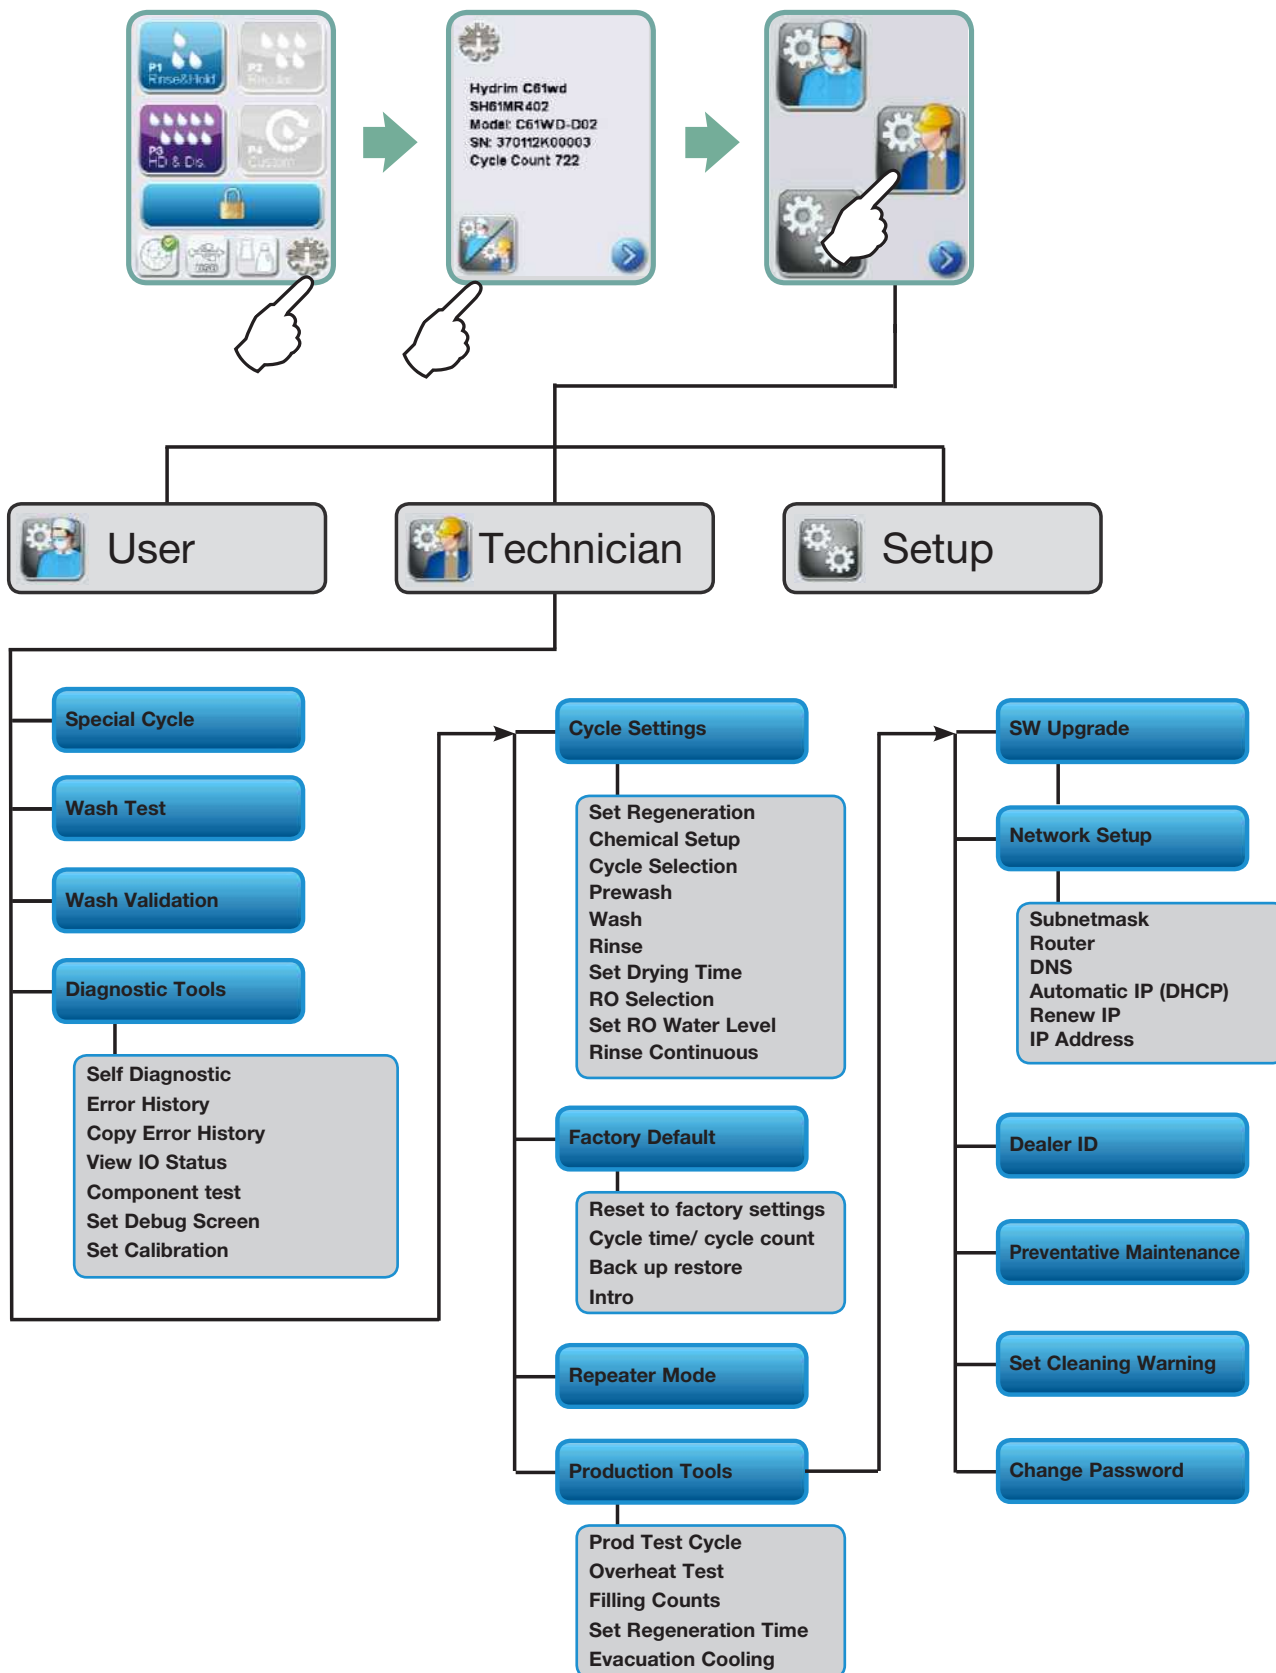 P1
Rinse&Hold
P2
Regular
P3
HD & Dis.
P4
Custom
Hydrim C61wd
SH61MR402
Model: C61WD-D02
SN: 370112K00003
Cycle Count 722
User
Technician
Setup
Special Cycle
Wash Test
Wash Validation
Diagnostic Tools
Self Diagnostic
Error History
Copy Error History
View IO Status
Component test
Set Debug Screen
Set Calibration
Cycle Settings
Set Regeneration
Chemical Setup
Cycle Selection
Prewash
Wash
Rinse
Set Drying Time
RO Selection
Set RO Water Level
Rinse Continuous
Factory Default
Reset to factory settings
Cycle time/ cycle count
Back up restore
Intro
Repeater Mode
Production Tools
Prod Test Cycle
Overheat Test
Filling Counts
Set Regeneration Time
Evacuation Cooling
SW Upgrade
Network Setup
Subnetmask
Router
DNS
Automatic IP (DHCP)
Renew IP
IP Address
Dealer ID
Preventative Maintenance
Set Cleaning Warning
Change Password